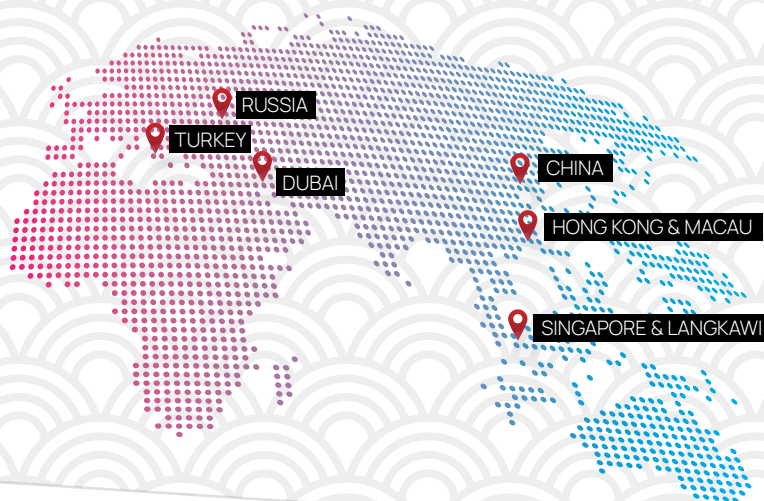 RUSSIA
TURKEY
DUBAI
CHINA
HONG KONG & MACAU
SINGAPORE & LANGKAWI